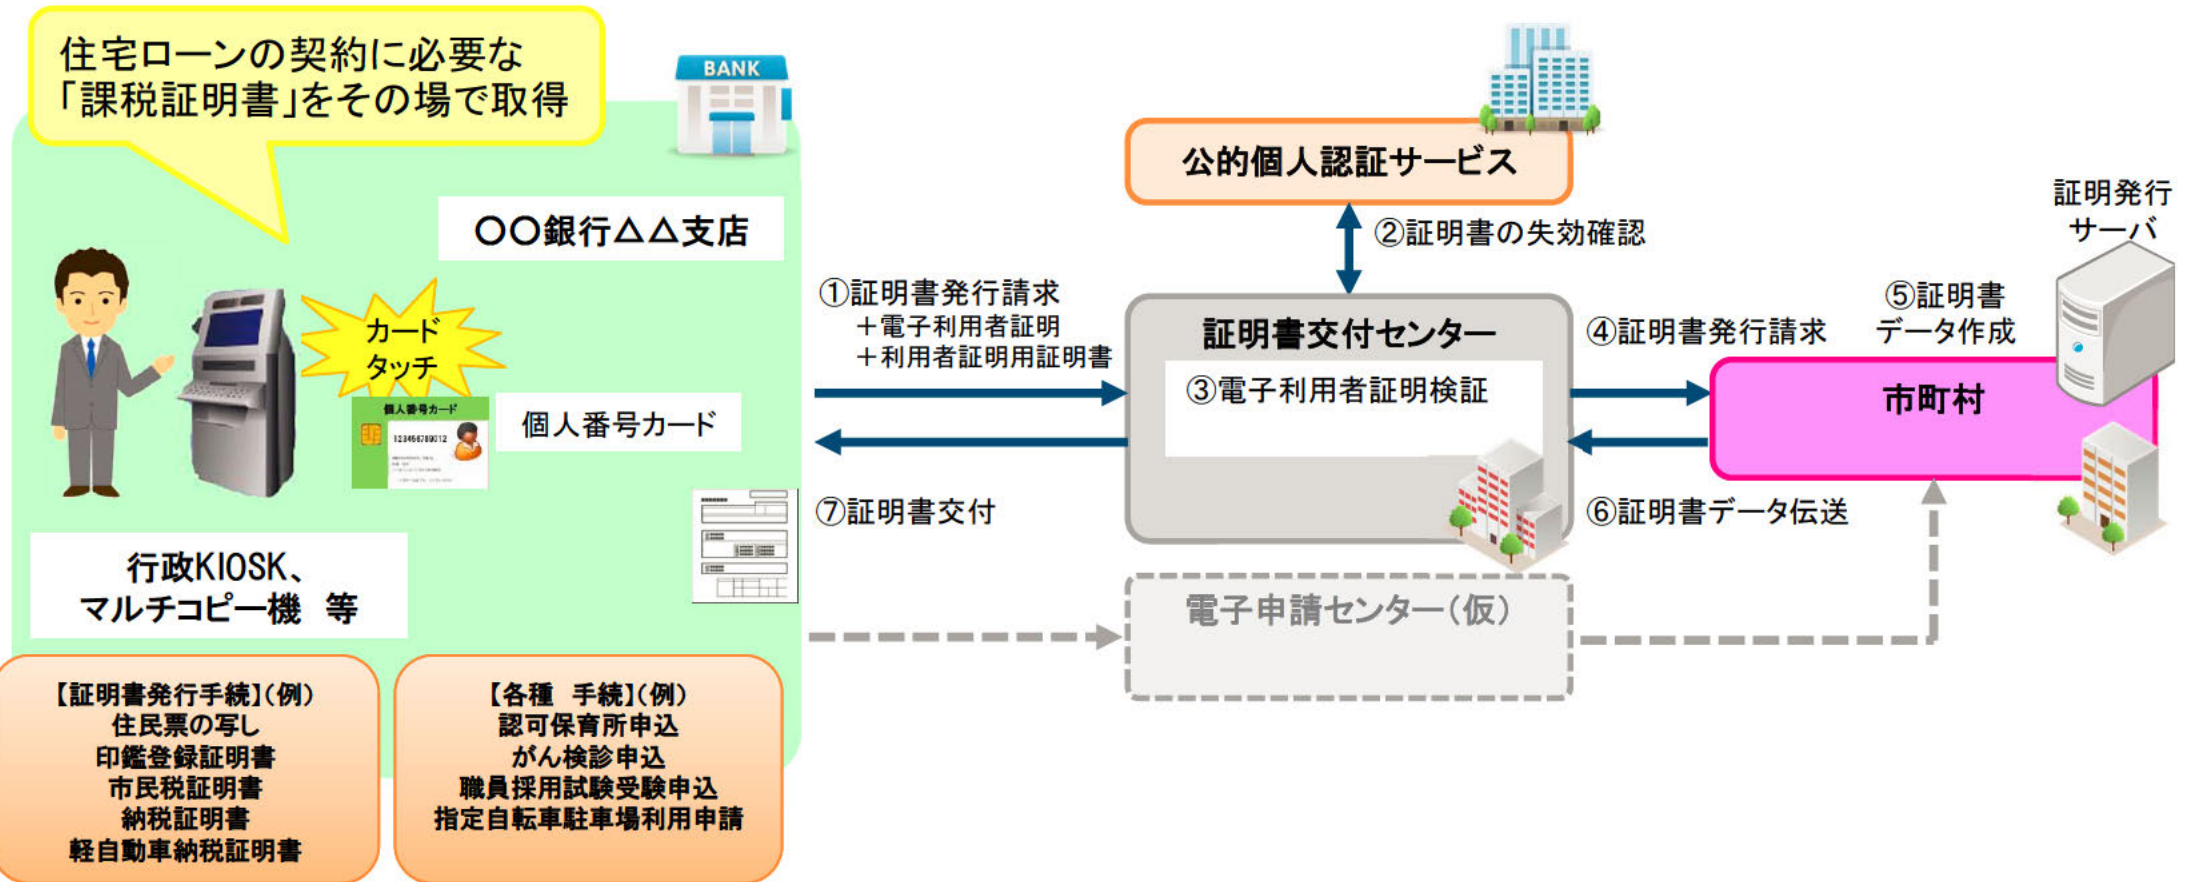 住宅ローンの契約に必要な
「課税証明書」をその場で取得
BANK
〇〇銀行△△支店
カード
タッチ
個人番号カード
123456789012
個人番号カード
行政KIOSK、
マルチコピー機 等
【証明書発行手続】(例)
住民票の写し
印鑑登録証明書
市民税証明書
納税証明書
軽自動車納税証明書
【各種 手続】(例)
認可保育所申込
がん検診申込
職員採用試験受験申込
指定自転車駐車場利用申請
①証明書発行請求
+電子利用者証明
+利用者証明用証明書
⑦証明書交付
公的個人認証サービス
②証明書の失効確認
証明書交付センター
③電子利用者証明検証
電子申請センター(仮)
④証明書発行請求
⑥証明書データ伝送
証明発行
サーバ
⑤証明書
データ作成
市町村